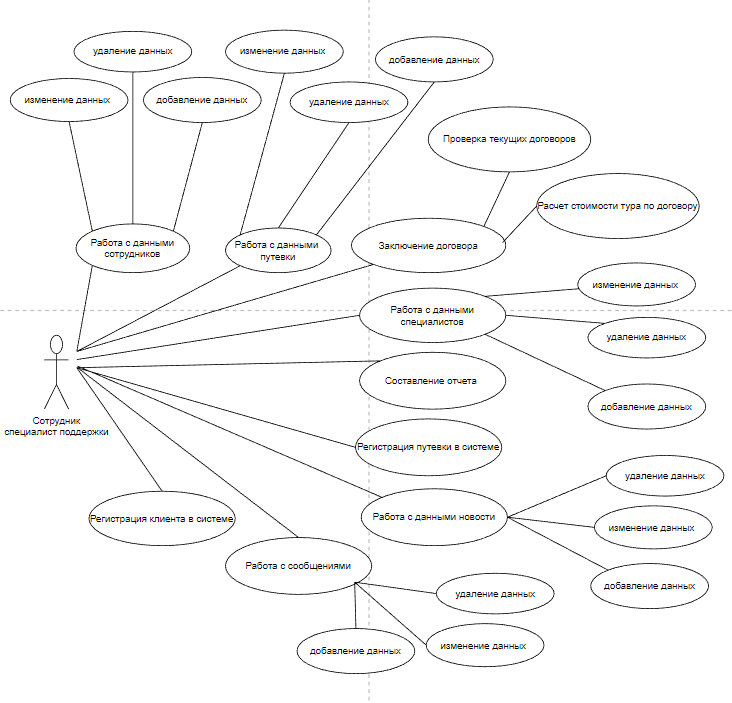 удаление данных
изменение данных
добавление данных
изменение данных
добавление данных
удаление данных
Проверка текущих договоров
Расчет стоимости тура по договору
Работа с данными
сотрудников
Работа с данными
путевки
Заключение договора
изменение данных
Работа с данными
специалистов
удаление данных
Составление отчета
добавление данных
Сотрудник
специалист поддержки
Регистрация путевки в системе
удаление данных
Регистрация клиента в системе
Работа с данными новости
изменение данных
Работа с сообщениями
добавление данных
удаление данных
добавление данных
изменение данных